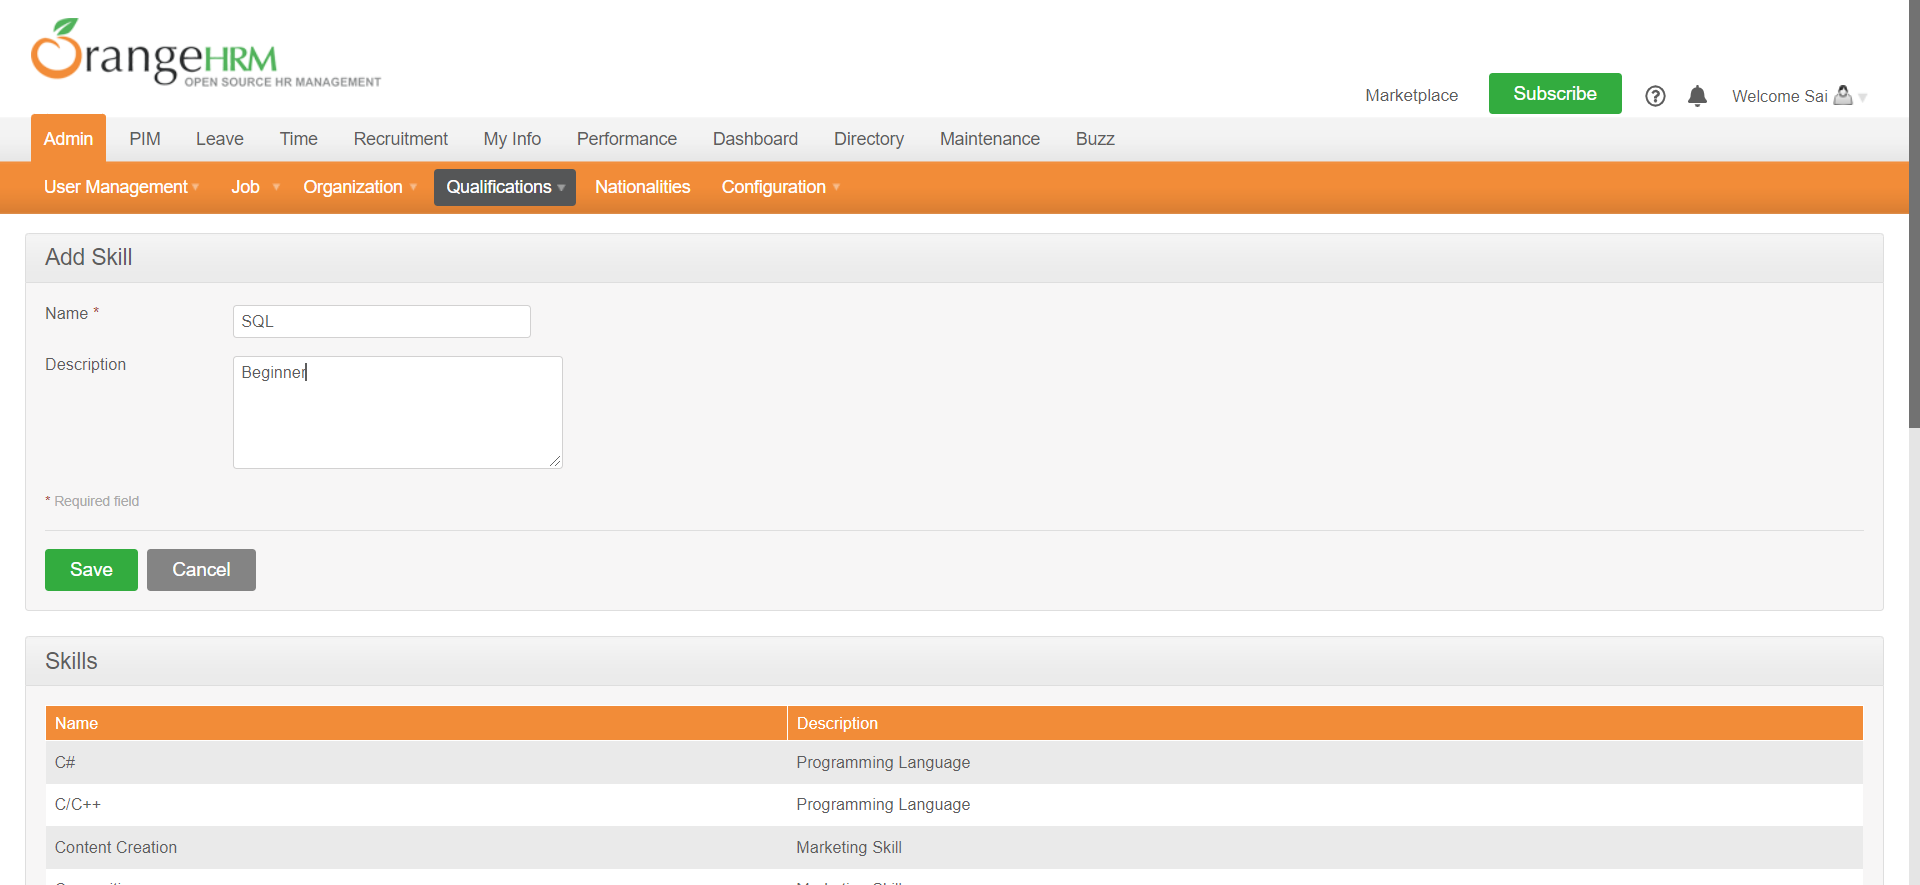 OrangeHRM
OPEN SOURCE HR MANAGEMENT
Marketplace
Subscribe
Welcome Sai
Admin PIM Leave Time Recruitment My Info Performance Dashboard Directory Maintenance Buzz
User Management Job Organization Qualifications Nationalities Configuration
Add Skill
Name *
SQL
Description
Beginner
* Required field
Save Cancel
Skills
Name Description
C# Programming Language
C/C++ Programming Language
Content Creation Marketing Skill